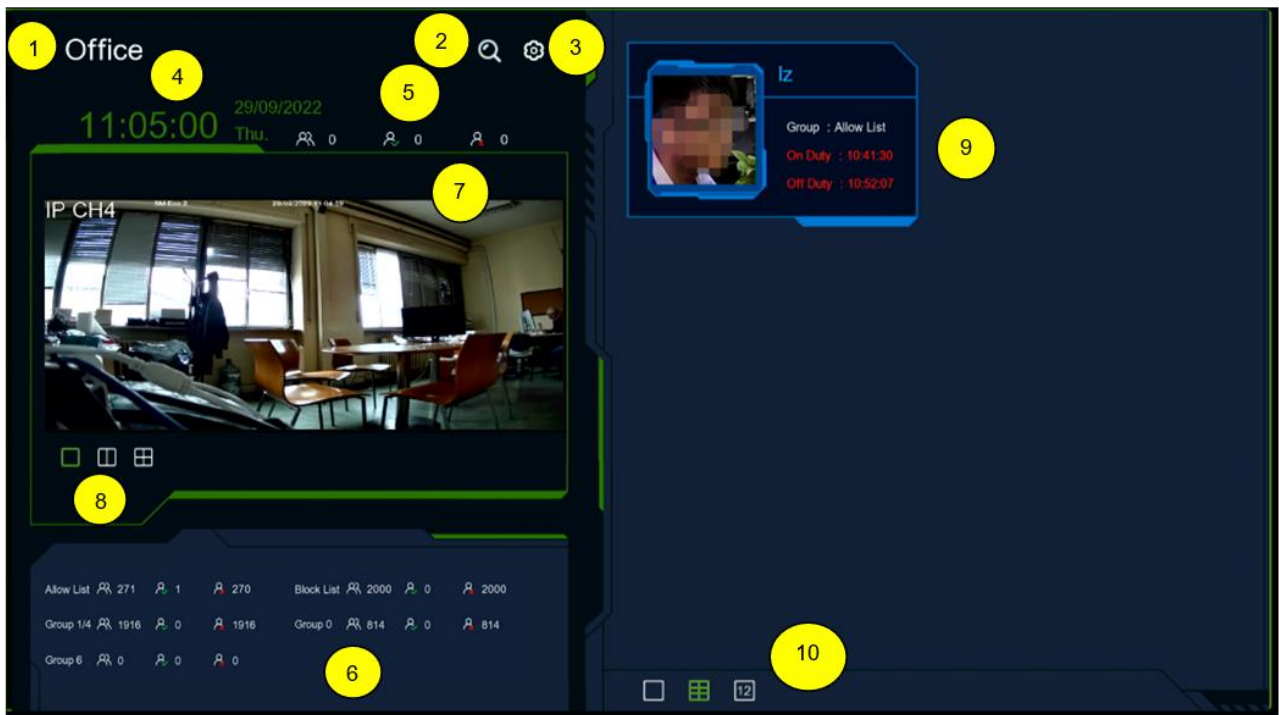 1 Office 2 3
4
5
11:05:00 29/09/2022
Thu. 0 0 0
7
IP CH4
8
Allow List 271 1 270 Block List 2000 0 2000
Group 1/4 1916 0 1916 Group 0 814 0 814
Group 6 0 0 0
6
Iz
Group : Allow List
On Duty : 10:41:30
Off Duty : 10:52:07
9
10
12